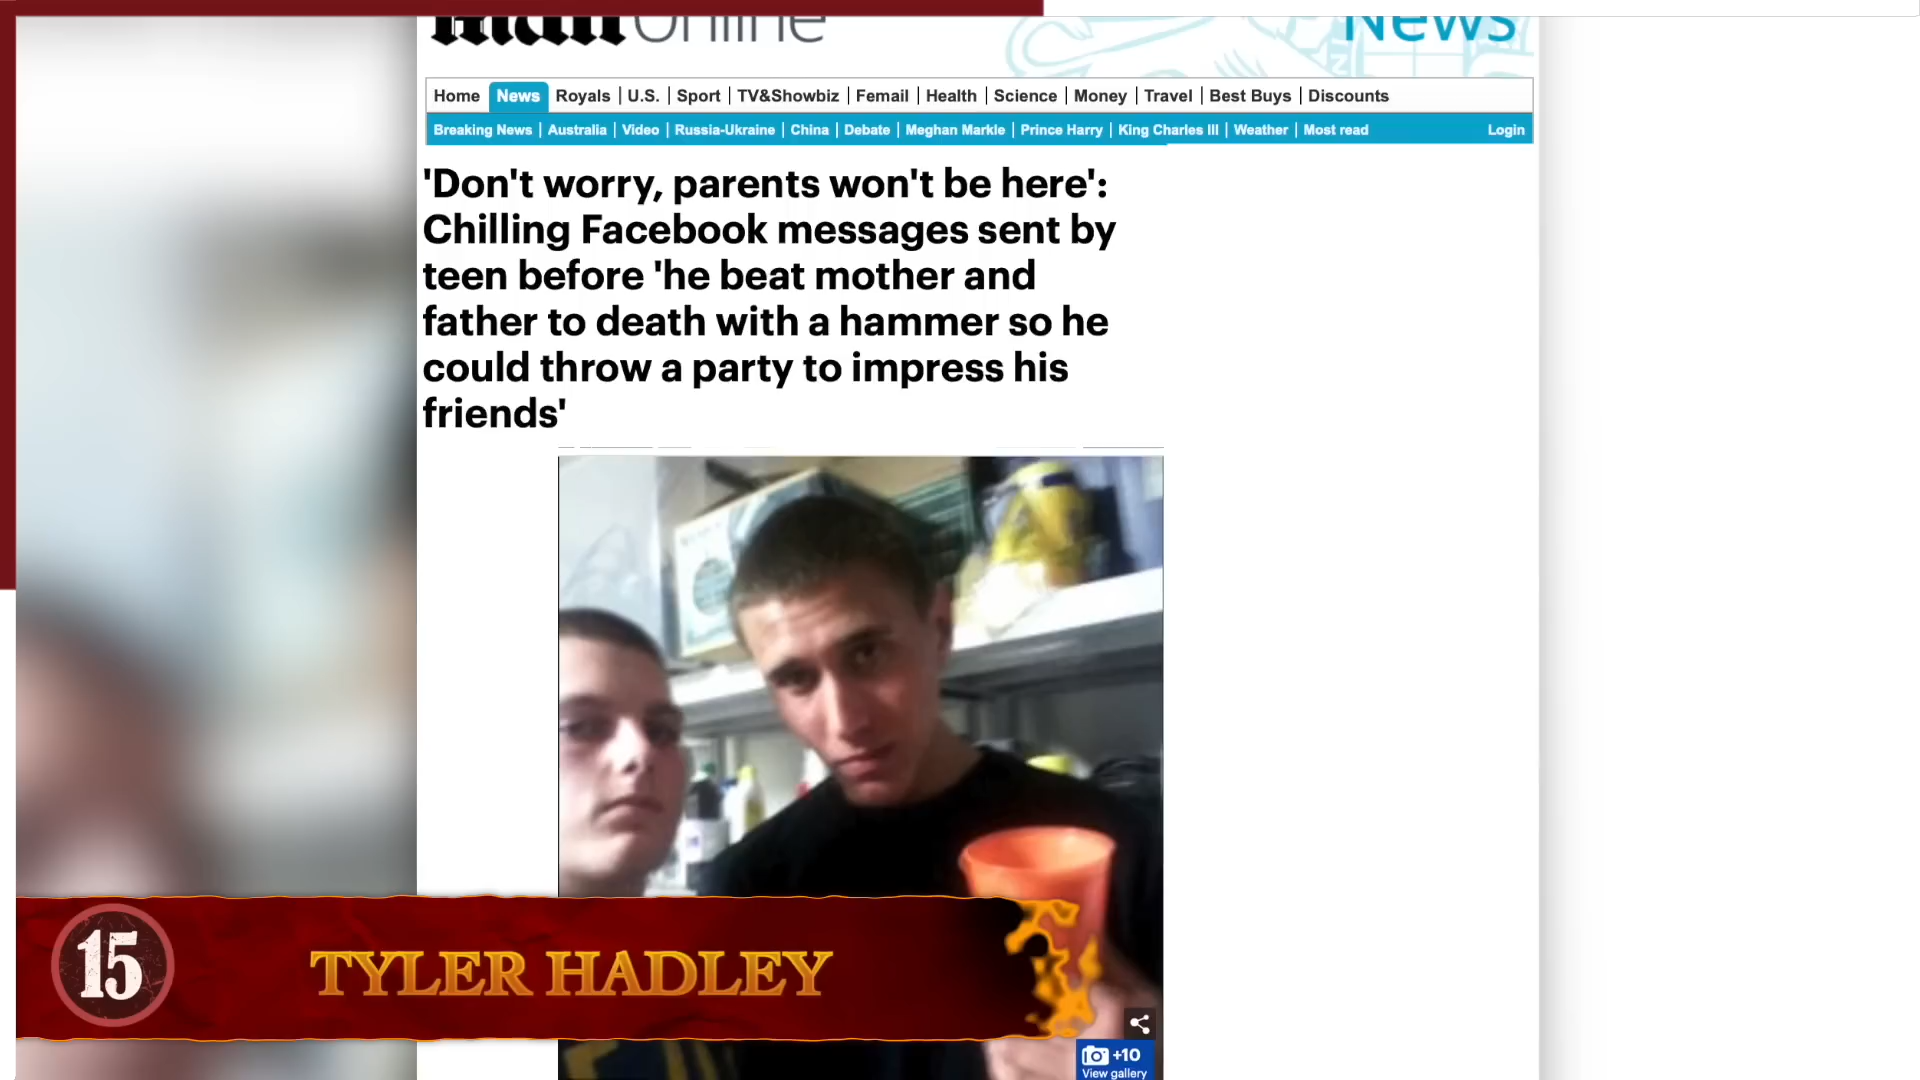 Mail Online
News
Home News Royals U.S. Sport TV&Showbiz Femail Health Science Money Travel Best Buys Discounts
Breaking News Australia Video Russia-Ukraine China Debate Meghan Markle Prince Harry King Charles III Weather Most read Login
'Don't worry, parents won't be here':
Chilling Facebook messages sent by
teen before 'he beat mother and
father to death with a hammer so he
could throw a party to impress his
friends'
15
TYLER HADLEY
+10
View gallery